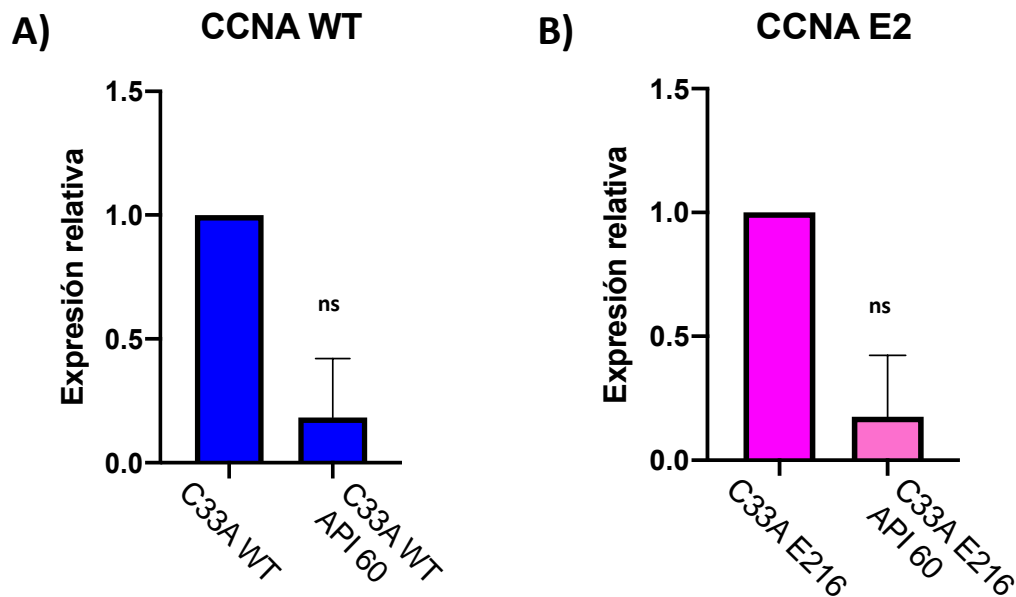 A)
CCNA WT
Expresión relativa
1.5
1.0
0.5
0.0
ns
C33A WT
C33A WT
API 60
B)
CCNA E2
Expresión relativa
1.5
1.0
0.5
0.0
ns
C33A E216
C33A E216
API 60